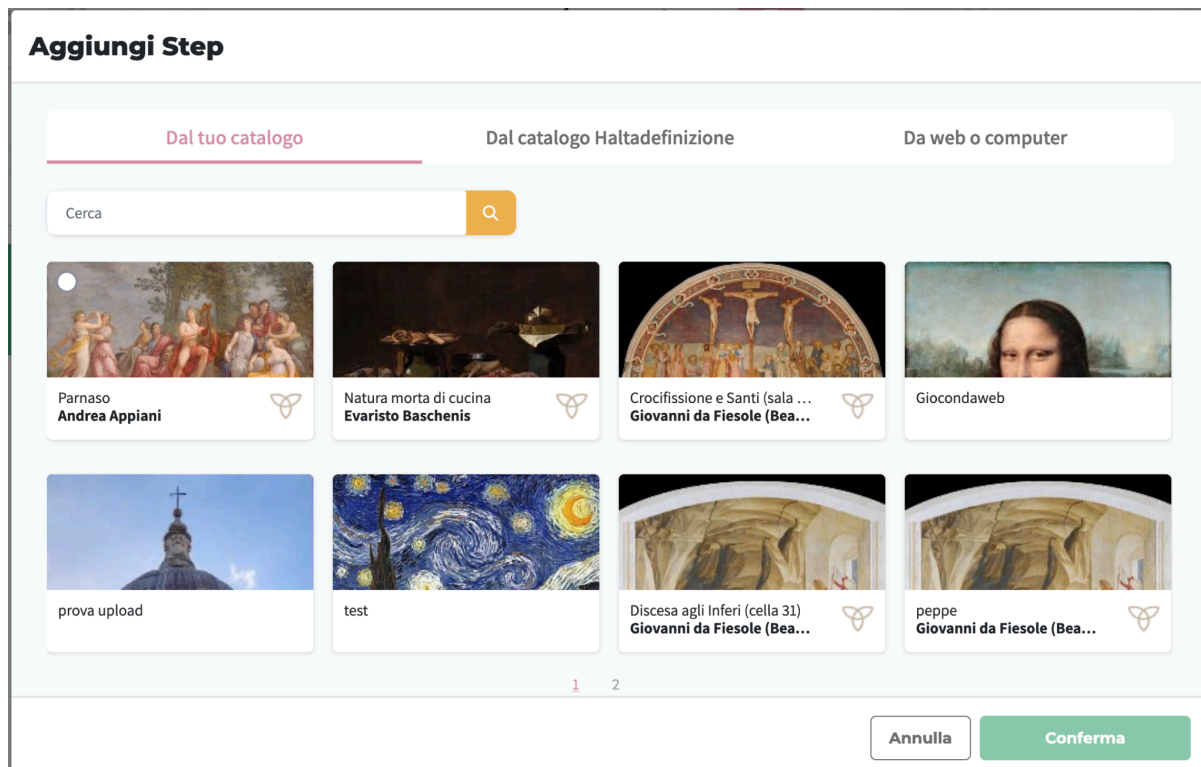 Aggiungi Step
Dal tuo catalogo
Dal catalogo Haltadefinizione
Da web o computer
Cerca
Parnaso
Andrea Appiani
Natura morta di cucina
Evaristo Baschenis
Crocifissione e Santi (sala ...
Giovanni da Fiesole (Bea...
Giocondaweb
prova upload
test
Discesa agli Inferi (cella 31)
Giovanni da Fiesole (Bea...
peppe
Giovanni da Fiesole (Bea...
1 2
Annulla
Conferma